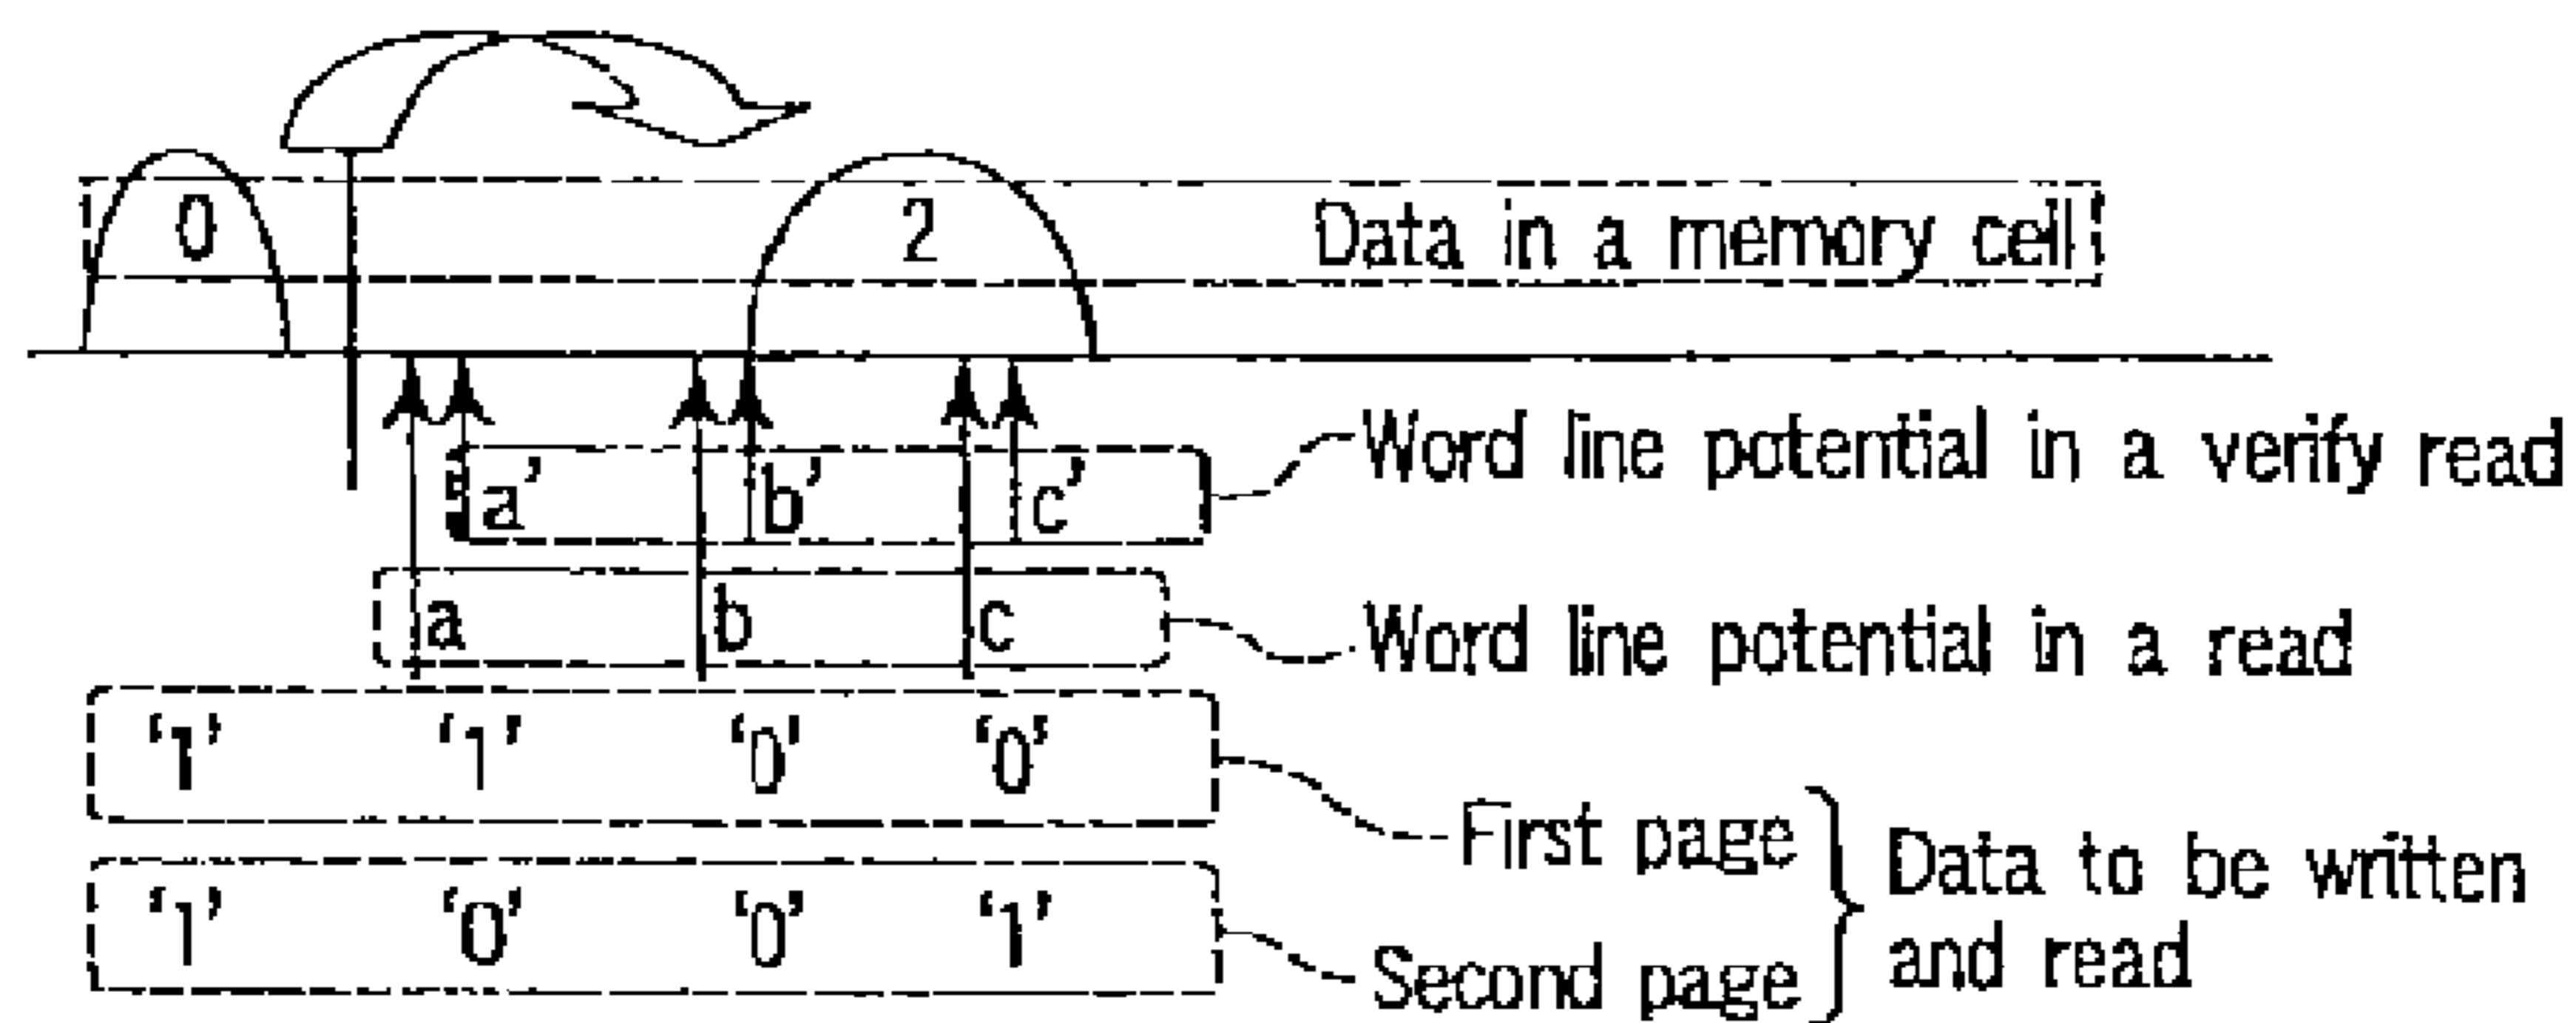 0 2 Data in a memory cell
a' b' c' Word line potential in a verify read
a b c Word line potential in a read
'1' '1' '0' '0'
First page
'1' '0' '0' '1'
Second page
Data to be written
and read